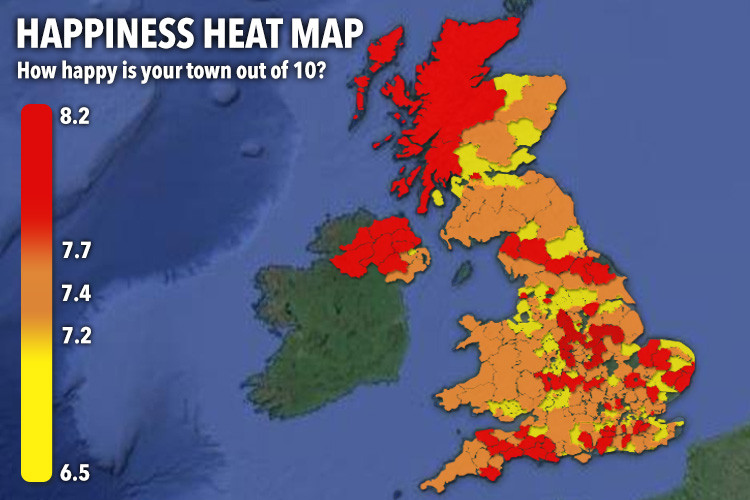 HAPPINESS HEAT MAP
How happy is your town out of 10?
8.2
7.7
7.4
7.2
6.5